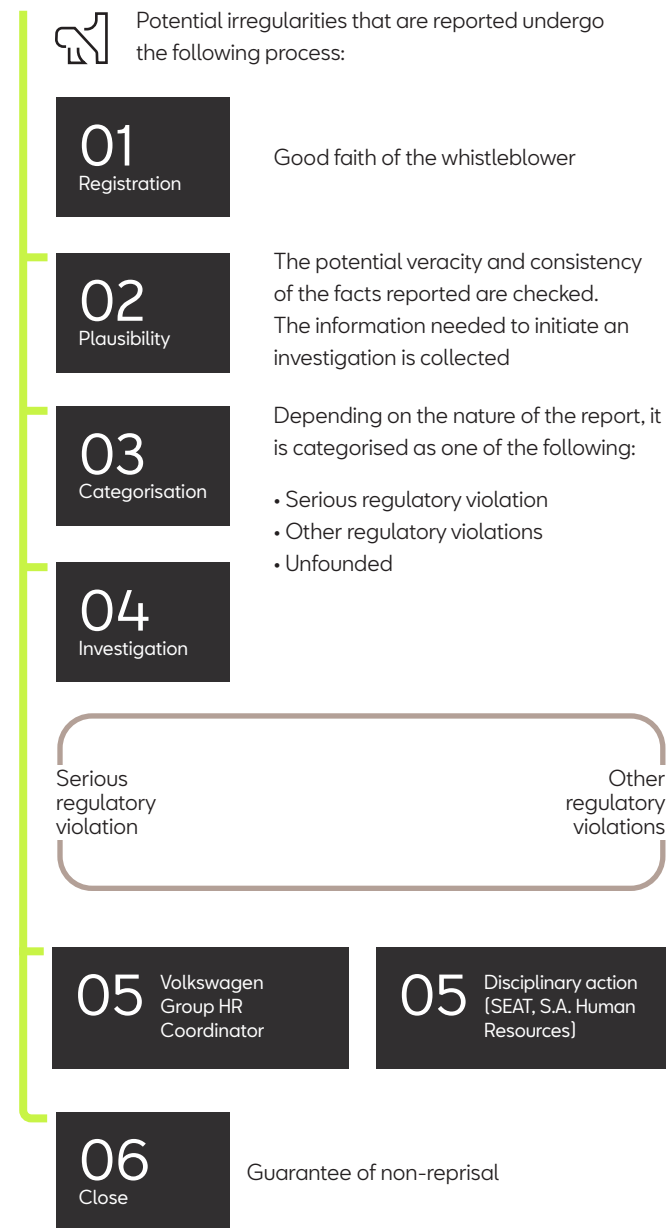 Potential irregularities that are reported undergo
the following process:
01
Registration
Good faith of the whistleblower
02
Plausibility
The potential veracity and consistency
of the facts reported are checked.
The information needed to initiate an
investigation is collected
03
Categorisation
Depending on the nature of the report, it
is categorised as one of the following:
• Serious regulatory violation
• Other regulatory violations
• Unfounded
04
Investigation
Serious
regulatory
violation
Other
regulatory
violations
05
Volkswagen
Group HR
Coordinator
05
Disciplinary action
(SEAT, S.A. Human
Resources)
06
Close
Guarantee of non-reprisal